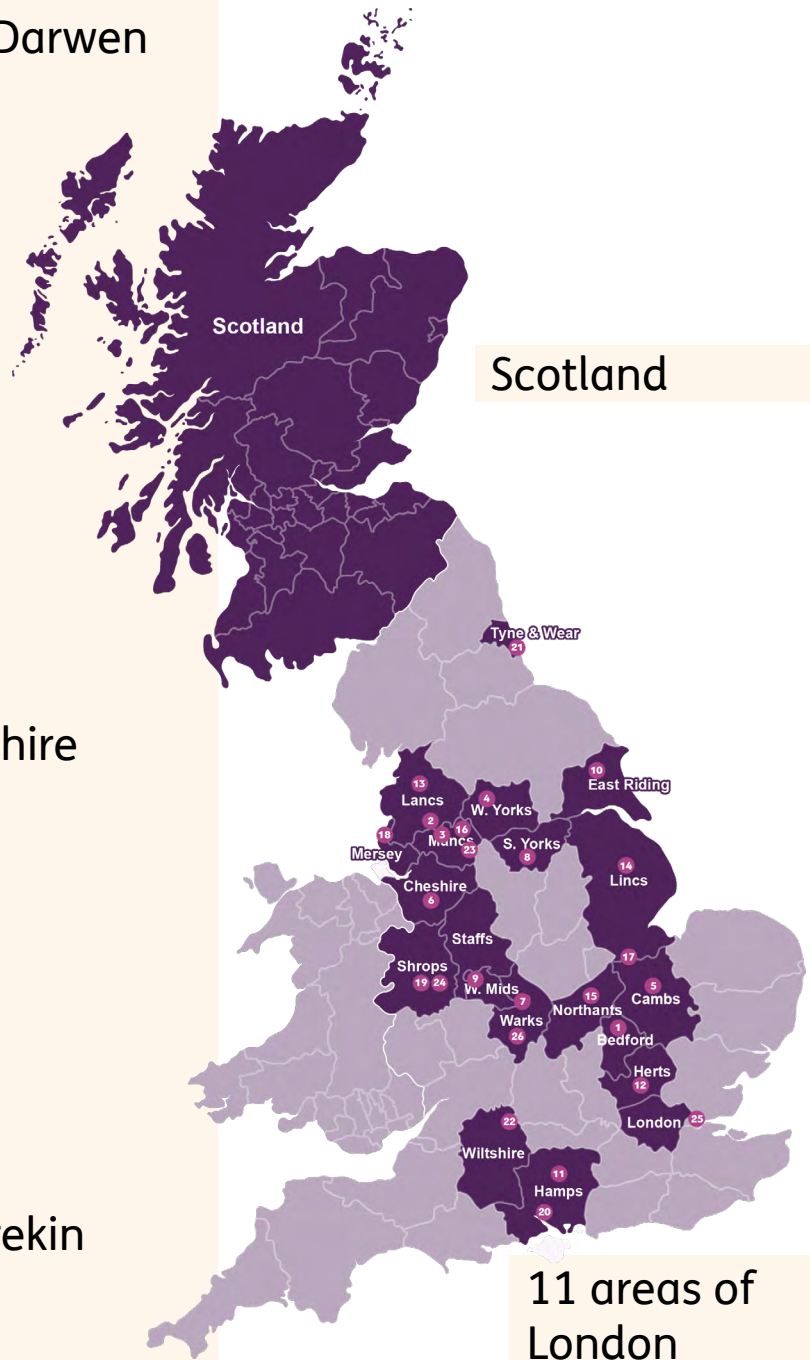 Darwen
Scotland
Scotland
Tyne & Wear
21
hire
10
East Riding
13
Lancs
4
W. Yorks
2
3
16
Mancs
23
18
Mersey
S. Yorks
8
14
Lincs
Cheshire
6
Staffs
17
Shrops
19
24
9
W. Mids
7
5
Cambs
15
Northants
1
Bedford
Warks
26
Herts
12
London
25
22
Wiltshire
11
Hamps
20
ekin
11 areas of
London